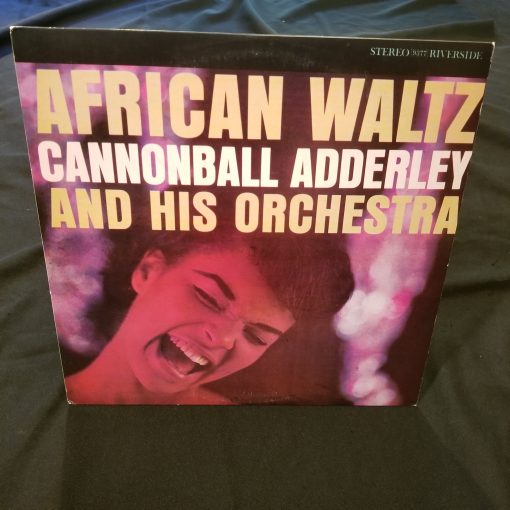 STEREO 9377 RIVERSIDE
AFRICAN WALTZ
CANNONBALL ADDERLEY
AND HIS ORCHESTRA